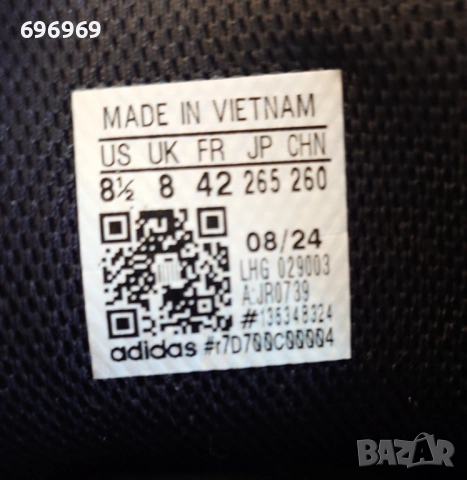 696969
MADE IN VIETNAM
US UK FR JP CHN
8½ 8 42 265 260
08/24
LHG 029003
A:JR0739
#135348324
adidas #r7D700C00004
BAZAR